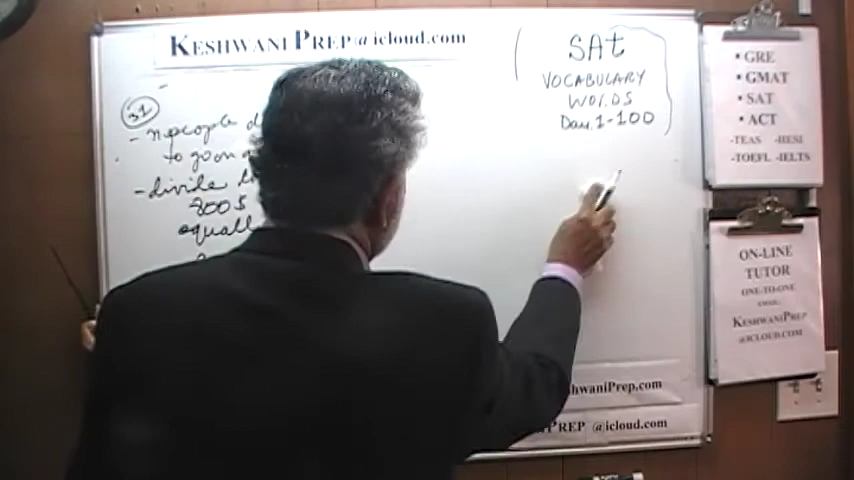 KESHWANI PREP@icloud.com
SAt
VOCABULARY
WORDS
Day 1-100
31
- n people
to go on
- divide
800$
equall
• GRE
• GMAT
• SAT
• ACT
-TEAS -HESI
-TOEFL -IELTS
ON-LINE
TUTOR
ONE-TO-ONE
KESHWANIPREP
@ICLOUD.COM
shwaniPrep.com
PREP @icloud.com